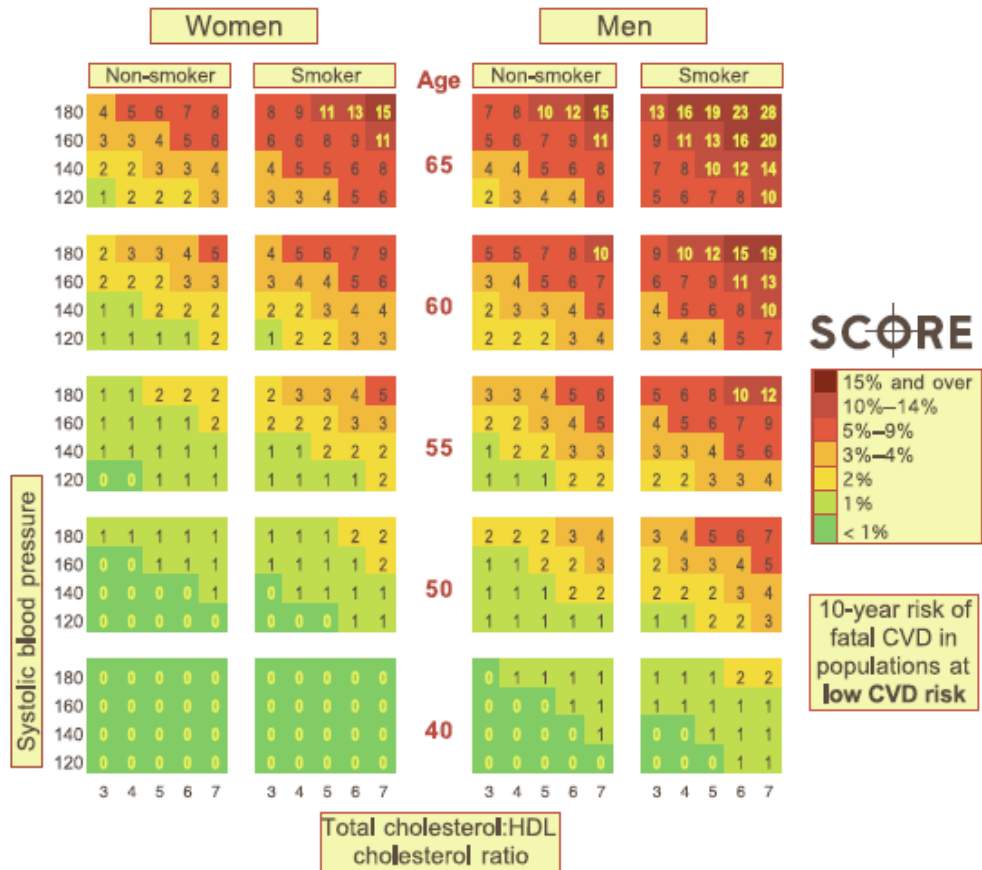 Women Men
Non-smoker Smoker Age Non-smoker Smoker
180 4 5 6 7 8 8 9 11 13 15 7 8 10 12 15 13 16 19 23 28
160 3 3 4 5 6 6 6 8 9 11 5 6 7 9 11 9 11 13 16 20
65
140 2 2 3 3 4 4 5 5 6 8 4 4 5 6 8 7 8 10 12 14
120 1 2 2 2 3 3 3 4 5 6 2 3 4 4 6 5 6 7 8 10
180 2 3 3 4 5 4 5 6 7 9 5 5 7 8 10 9 10 12 15 19
160 2 2 2 3 3 3 4 4 5 6 3 4 5 6 7 6 7 9 11 13
60
140 1 1 2 2 2 2 2 3 4 4 2 3 3 4 5 4 5 6 8 10
120 1 1 1 1 2 1 2 2 3 3 2 2 2 3 4 3 4 4 5 7
180 1 1 2 2 2 2 3 3 4 5 3 3 4 5 6 5 6 8 10 12
160 1 1 1 1 2 2 2 2 3 3 2 2 3 4 5 4 5 6 7 9
55
140 1 1 1 1 1 1 1 2 2 2 1 2 2 3 3 3 3 4 5 6
120 0 0 1 1 1 1 1 1 1 2 1 1 1 2 2 2 2 3 3 4
180 1 1 1 1 1 1 1 1 2 2 2 2 2 3 4 3 4 5 6 7
160 0 0 1 1 1 1 1 1 1 2 1 1 2 2 3 2 3 3 4 5
50
140 0 0 0 0 1 0 1 1 1 1 1 1 1 2 2 2 2 2 3 4
120 0 0 0 0 0 0 0 0 1 1 1 1 1 1 1 1 1 2 2 3
180 0 0 0 0 0 0 0 0 0 0 0 1 1 1 1 1 1 1 2 2
160 0 0 0 0 0 0 0 0 0 0 0 0 0 1 1 1 1 1 1 1
40
140 0 0 0 0 0 0 0 0 0 0 0 0 0 0 1 0 0 1 1 1
120 0 0 0 0 0 0 0 0 0 0 0 0 0 0 0 0 0 0 1 1
3 4 5 6 7 3 4 5 6 7 3 4 5 6 7 3 4 5 6 7
Systolic blood pressure
Total cholesterol:HDL
cholesterol ratio
SCORE
15% and over
10%–14%
5%–9%
3%–4%
2%
1%
< 1%
10-year risk of
fatal CVD in
populations at
low CVD risk